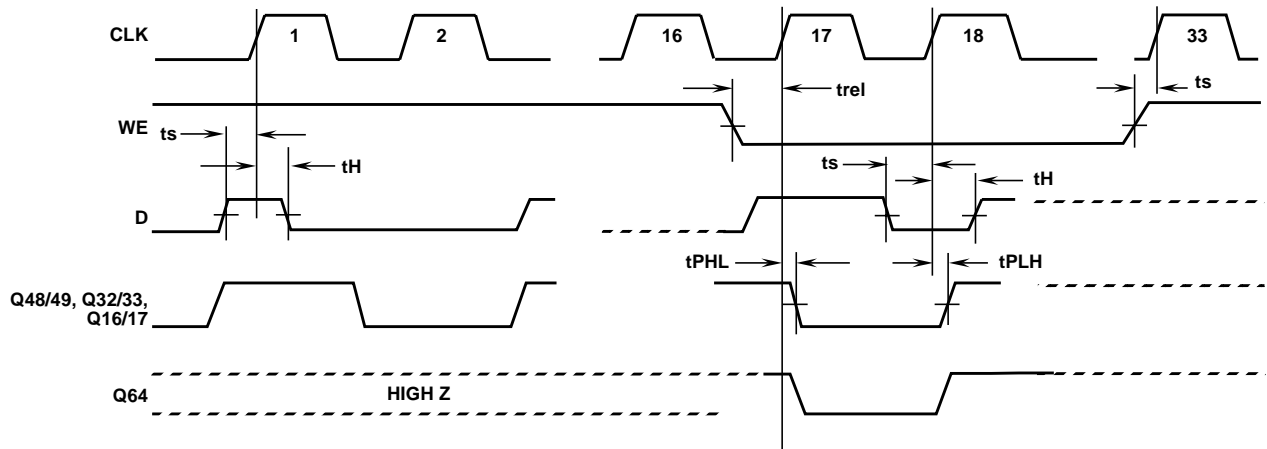 CLK 1 2 16 17 18 33
trel ts
WE
ts
tH ts tH
D
tPHL tPLH
Q48/49, Q32/33,
Q16/17
Q64 HIGH Z